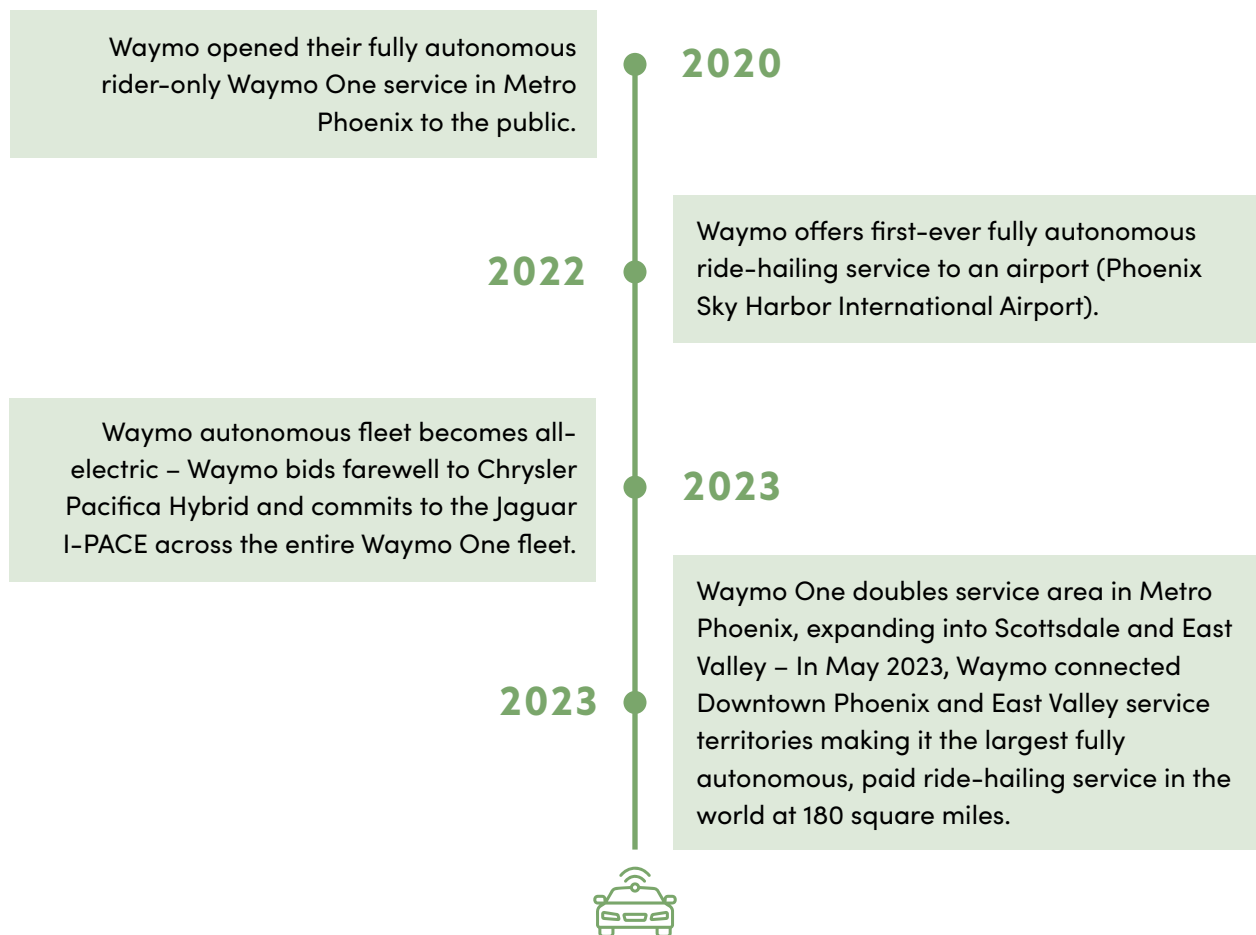 Waymo opened their fully autonomous
rider-only Waymo One service in Metro
Phoenix to the public.
2020
2022
Waymo offers first-ever fully autonomous
ride-hailing service to an airport (Phoenix
Sky Harbor International Airport).
Waymo autonomous fleet becomes all-
electric – Waymo bids farewell to Chrysler
Pacifica Hybrid and commits to the Jaguar
I-PACE across the entire Waymo One fleet.
2023
2023
Waymo One doubles service area in Metro
Phoenix, expanding into Scottsdale and East
Valley – In May 2023, Waymo connected
Downtown Phoenix and East Valley service
territories making it the largest fully
autonomous, paid ride-hailing service in the
world at 180 square miles.